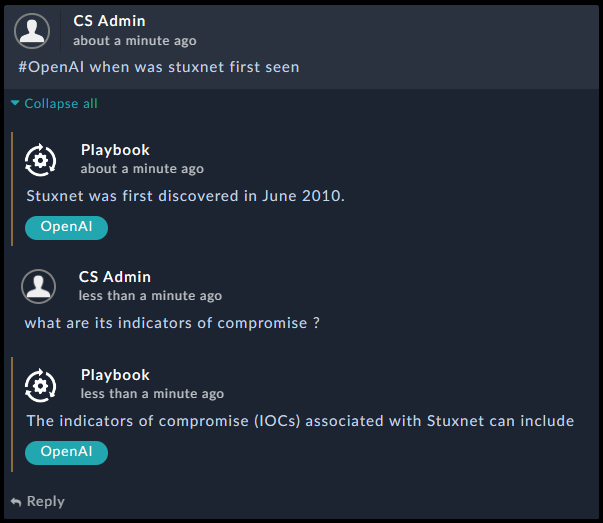 CS Admin
about a minute ago
#OpenAI when was stuxnet first seen
Collapse all
Playbook
about a minute ago
Stuxnet was first discovered in June 2010.
OpenAI
CS Admin
less than a minute ago
what are its indicators of compromise ?
Playbook
less than a minute ago
The indicators of compromise (IOCs) associated with Stuxnet can include
OpenAI
Reply